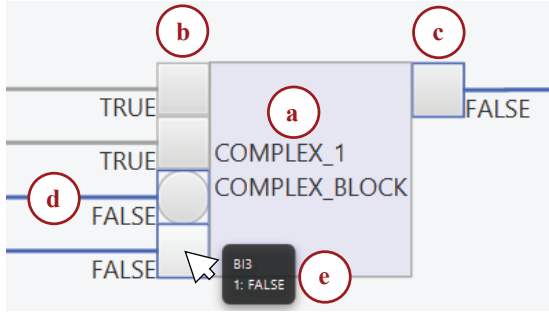 b
c
a
TRUE
FALSE
TRUE
COMPLEX_1
COMPLEX_BLOCK
d
FALSE
FALSE
BI3
1: FALSE
e